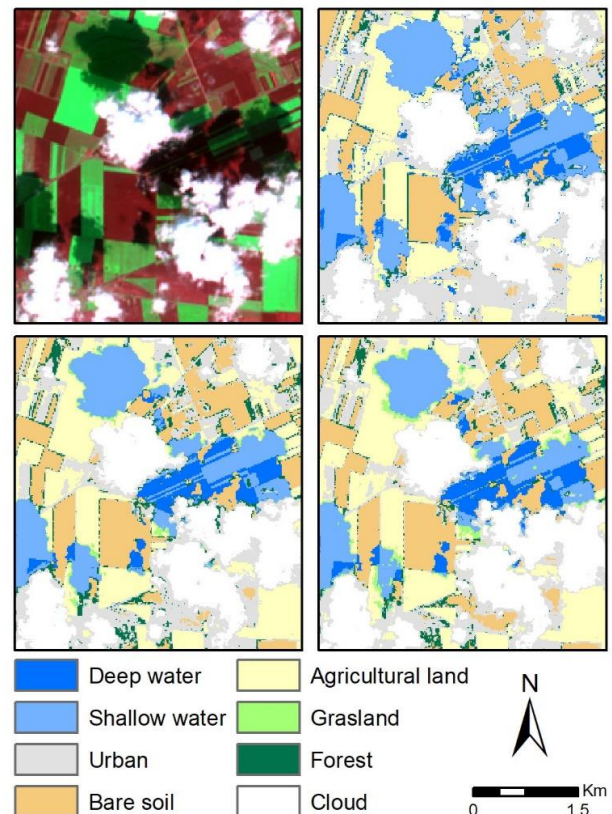 Deep water
Agricultural land
N
Shallow water
Grasland
Urban
Forest
Bare soil
Cloud
Km
0 1.5